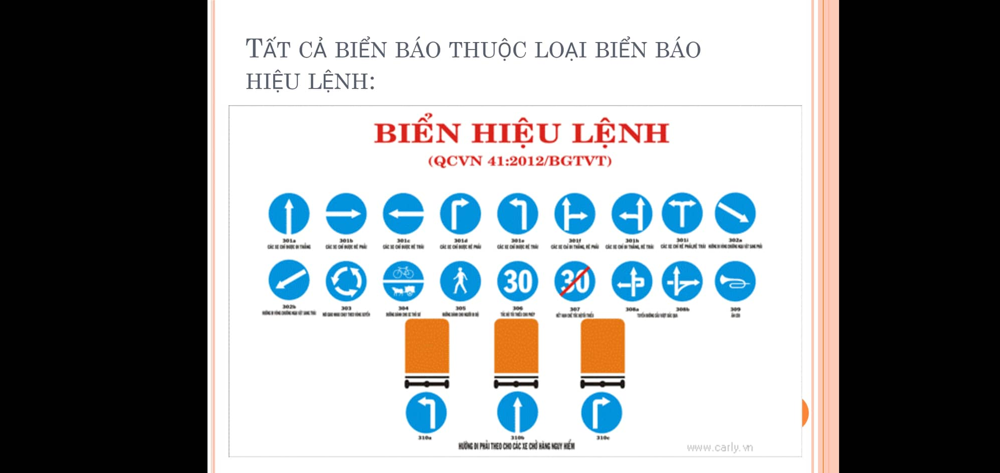 TẤT CẢ BIỂN BÁO THUỘC LOẠI BIỂN BÁO
HIỆU LỆNH:
BIỂN HIỆU LỆNH
(QCVN 41:2012/BGTVT)
301a 301b 301c 301d 301e 301f 301h 301i 302a
CÁC XE CHỈ ĐƯỢC ĐI THẲNG CÁC XE CHỈ ĐƯỢC RẼ PHẢI CÁC XE CHỈ ĐƯỢC RẼ TRÁI CÁC XE CHỈ ĐƯỢC RẼ PHẢI CÁC XE CHỈ ĐƯỢC RẼ TRÁI CÁC XE CHỈ ĐI THẲNG, RẼ PHẢI CÁC XE CHỈ ĐI THẲNG, RẼ TRÁI CÁC XE CHỈ RẼ PHẢI,RẼ TRÁI HƯỚNG ĐI VÒNG CHƯỚNG NGẠI VẬT SANG PHẢI
30 30
302b 303 304 305 306 307 308a 308b 309
HƯỚNG ĐI VÒNG CHƯỚNG NGẠI VẬT SANG TRÁI NƠI GIAO NHAU CHẠY THEO VÒNG XUYẾN ĐƯỜNG DÀNH CHO XE THÔ SƠ ĐƯỜNG DÀNH CHO NGƯỜI ĐI BỘ TỐC ĐỘ TỐI THIỂU CHO PHÉP HẾT HẠN CHẾ TỐC ĐỘ TỐI THIỂU TUYẾN ĐƯỜNG CẦU VƯỢT BẮC QUA ẤN CÒI
310a 310b 310c
HƯỚNG ĐI PHẢI THEO CHO CÁC XE CHỞ HÀNG NGUY HIỂM
www.carly.vn